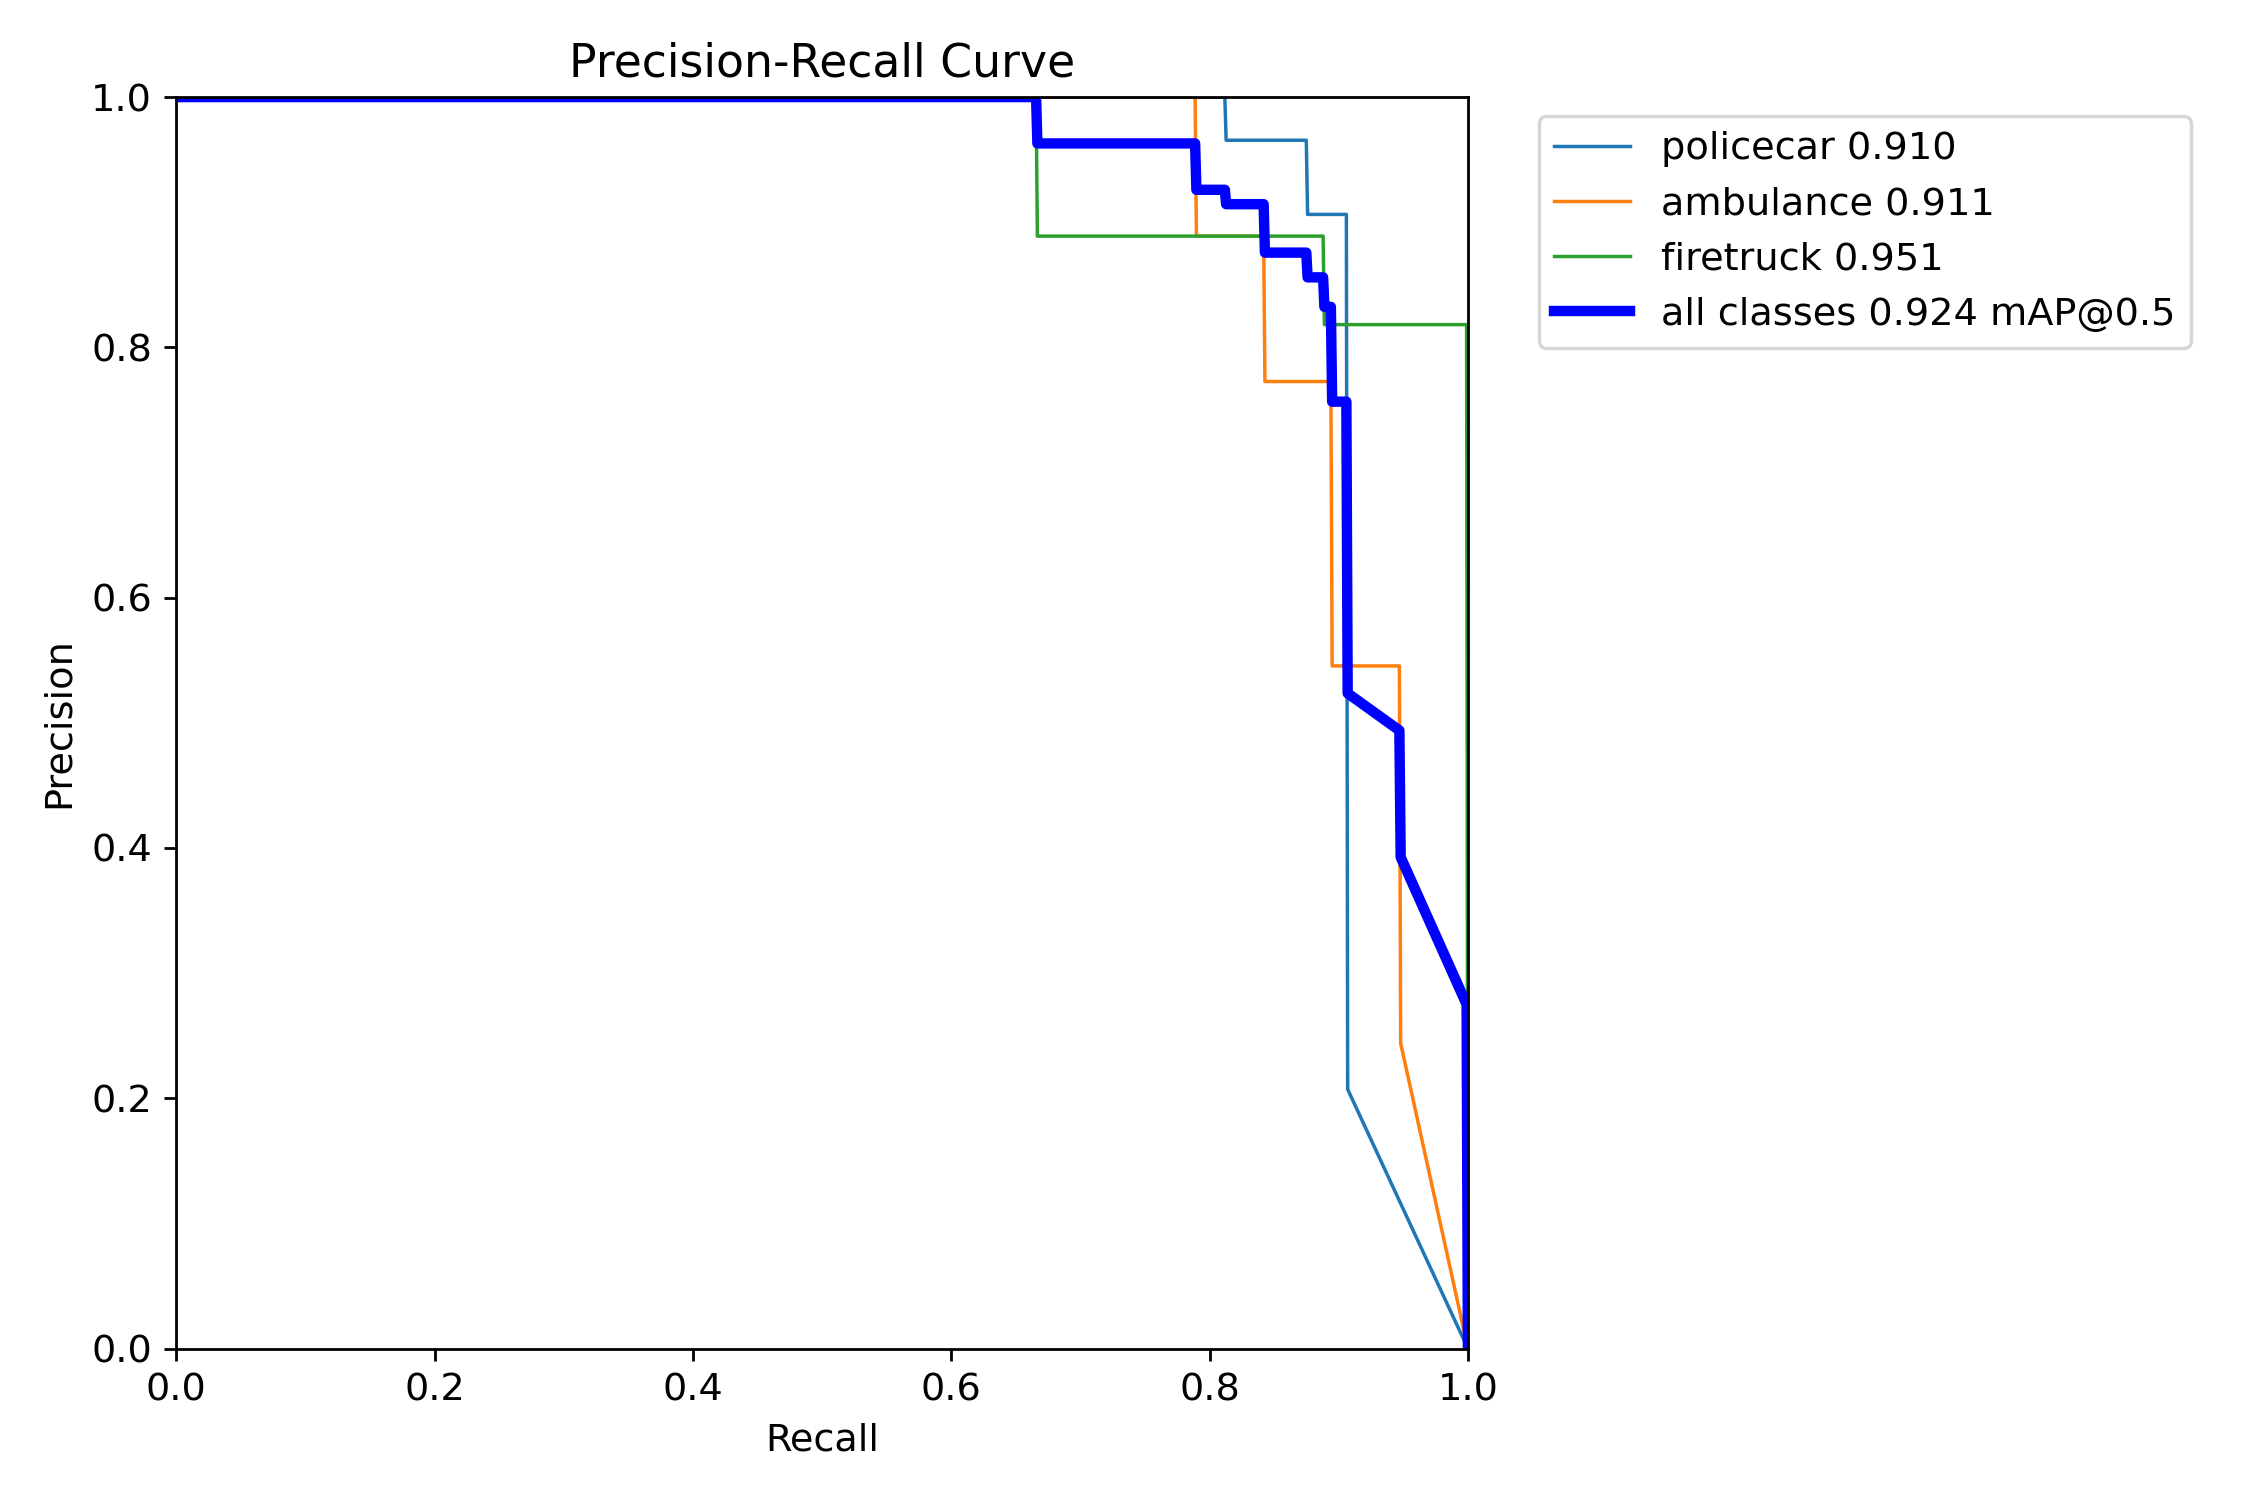 Precision-Recall Curve
1.0
0.8
0.6
0.4
0.2
0.0
Precision
0.0 0.2 0.4 0.6 0.8 1.0
Recall
policecar 0.910
ambulance 0.911
firetruck 0.951
all classes 0.924 mAP@0.5